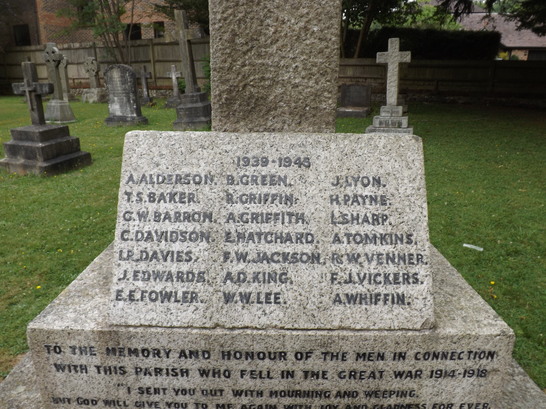 1939-1945
A. ALDERSON. B. GREEN. J. LYON.
T. S. BAKER. R. GRIFFIN. H. PAYNE.
G. W. BARRON. A. GRIFFITH. L. SHARP.
C. DAVIDSON. E. HATCHARD. A. TOMKINS.
I. P. DAVIES. F. W. JACKSON. R. W. VENNER.
J. EDWARDS. A. D. KING. F. J. VICKERS.
E. E. FOWLER. W. W. LEE. A. WHIFFIN.
TO THE MEMORY AND HONOUR OF THE MEN IN CONNECTION
WITH THIS PARISH WHO FELL IN THE GREAT WAR 1914-1918
"I SENT YOU OUT WITH MOURNING AND WEEPING.
BUT GOD WILL GIVE YOU TO ME AGAIN WITH JOY AND GLADNESS FOR EVER.